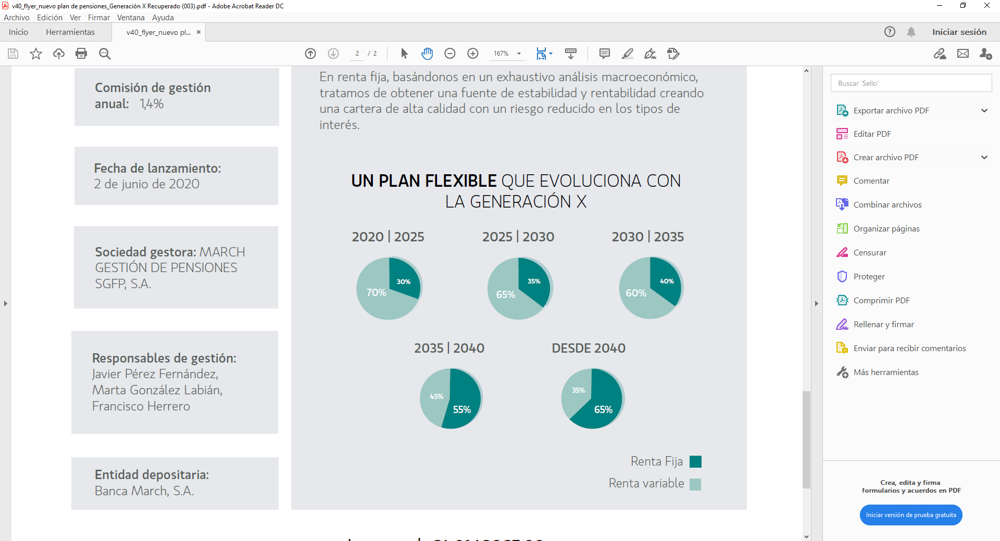 v40_flyer_nuevo plan de pensiones_Generación X Recuperado (003).pdf - Adobe Acrobat Reader DC
Archivo Edición Ver Firmar Ventana Ayuda
Inicio Herramientas v40_flyer_nuevo pl... Iniciar sesión
2 / 2 167%
Comisión de gestión
anual: 1,4%
Fecha de lanzamiento:
2 de junio de 2020
Sociedad gestora: MARCH
GESTIÓN DE PENSIONES
SGFP, S.A.
Responsables de gestión:
Javier Pérez Fernández,
Marta González Labián,
Francisco Herrero
Entidad depositaria:
Banca March, S.A.
En renta fija, basándonos en un exhaustivo análisis macroeconómico,
tratamos de obtener una fuente de estabilidad y rentabilidad creando
una cartera de alta calidad con un riesgo reducido en los tipos de
interés.
UN PLAN FLEXIBLE QUE EVOLUCIONA CON
LA GENERACIÓN X
2020 | 2025 2025 | 2030 2030 | 2035
30% 35% 40%
70% 65% 60%
2035 | 2040 DESDE 2040
45% 35%
55% 65%
Renta Fija
Renta variable
Buscar 'Sello'
Exportar archivo PDF
Editar PDF
Crear archivo PDF
Comentar
Combinar archivos
Organizar páginas
Censurar
Proteger
Comprimir PDF
Rellenar y firmar
Enviar para recibir comentarios
Más herramientas
Crea, edita y firma
formularios y acuerdos en PDF
Iniciar versión de prueba gratuita